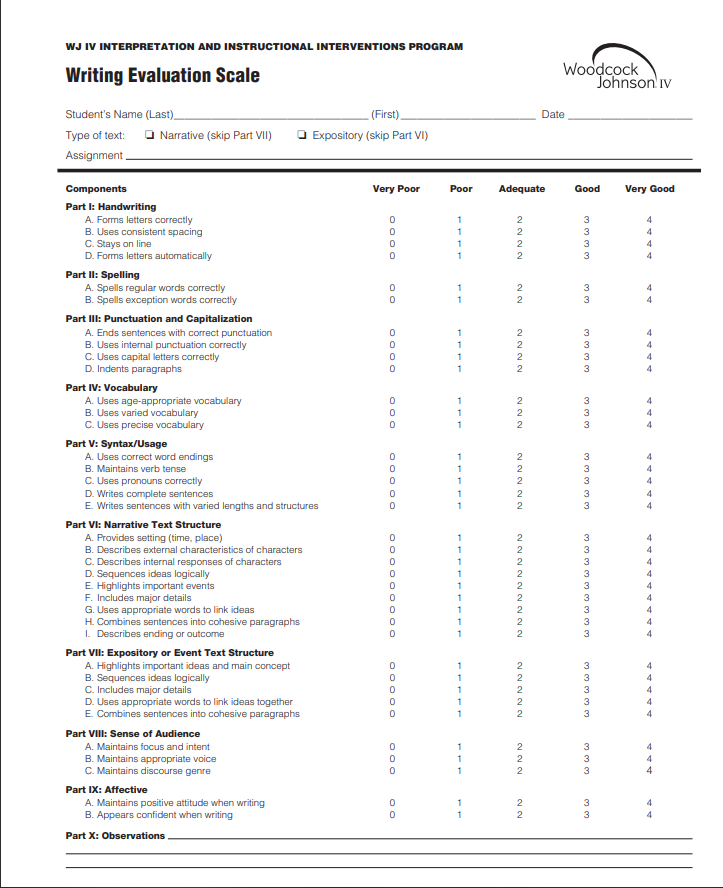 WJ IV INTERPRETATION AND INSTRUCTIONAL INTERVENTIONS PROGRAM
Writing Evaluation Scale
Woodcock
Johnson IV
Student's Name (Last) (First) Date
Type of text: ❏ Narrative (skip Part VII) ❏ Expository (skip Part VI)
Assignment
Components Very Poor Poor Adequate Good Very Good
Part I: Handwriting
A. Forms letters correctly 0 1 2 3 4
B. Uses consistent spacing 0 1 2 3 4
C. Stays on line 0 1 2 3 4
D. Forms letters automatically 0 1 2 3 4
Part II: Spelling
A. Spells regular words correctly 0 1 2 3 4
B. Spells exception words correctly 0 1 2 3 4
Part III: Punctuation and Capitalization
A. Ends sentences with correct punctuation 0 1 2 3 4
B. Uses internal punctuation correctly 0 1 2 3 4
C. Uses capital letters correctly 0 1 2 3 4
D. Indents paragraphs 0 1 2 3 4
Part IV: Vocabulary
A. Uses age-appropriate vocabulary 0 1 2 3 4
B. Uses varied vocabulary 0 1 2 3 4
C. Uses precise vocabulary 0 1 2 3 4
Part V: Syntax/Usage
A. Uses correct word endings 0 1 2 3 4
B. Maintains verb tense 0 1 2 3 4
C. Uses pronouns correctly 0 1 2 3 4
D. Writes complete sentences 0 1 2 3 4
E. Writes sentences with varied lengths and structures 0 1 2 3 4
Part VI: Narrative Text Structure
A. Provides setting (time, place) 0 1 2 3 4
B. Describes external characteristics of characters 0 1 2 3 4
C. Describes internal responses of characters 0 1 2 3 4
D. Sequences ideas logically 0 1 2 3 4
E. Highlights important events 0 1 2 3 4
F. Includes major details 0 1 2 3 4
G. Uses appropriate words to link ideas 0 1 2 3 4
H. Combines sentences into cohesive paragraphs 0 1 2 3 4
I. Describes ending or outcome 0 1 2 3 4
Part VII: Expository or Event Text Structure
A. Highlights important ideas and main concept 0 1 2 3 4
B. Sequences ideas logically 0 1 2 3 4
C. Includes major details 0 1 2 3 4
D. Uses appropriate words to link ideas together 0 1 2 3 4
E. Combines sentences into cohesive paragraphs 0 1 2 3 4
Part VIII: Sense of Audience
A. Maintains focus and intent 0 1 2 3 4
B. Maintains appropriate voice 0 1 2 3 4
C. Maintains discourse genre 0 1 2 3 4
Part IX: Affective
A. Maintains positive attitude when writing 0 1 2 3 4
B. Appears confident when writing 0 1 2 3 4
Part X: Observations